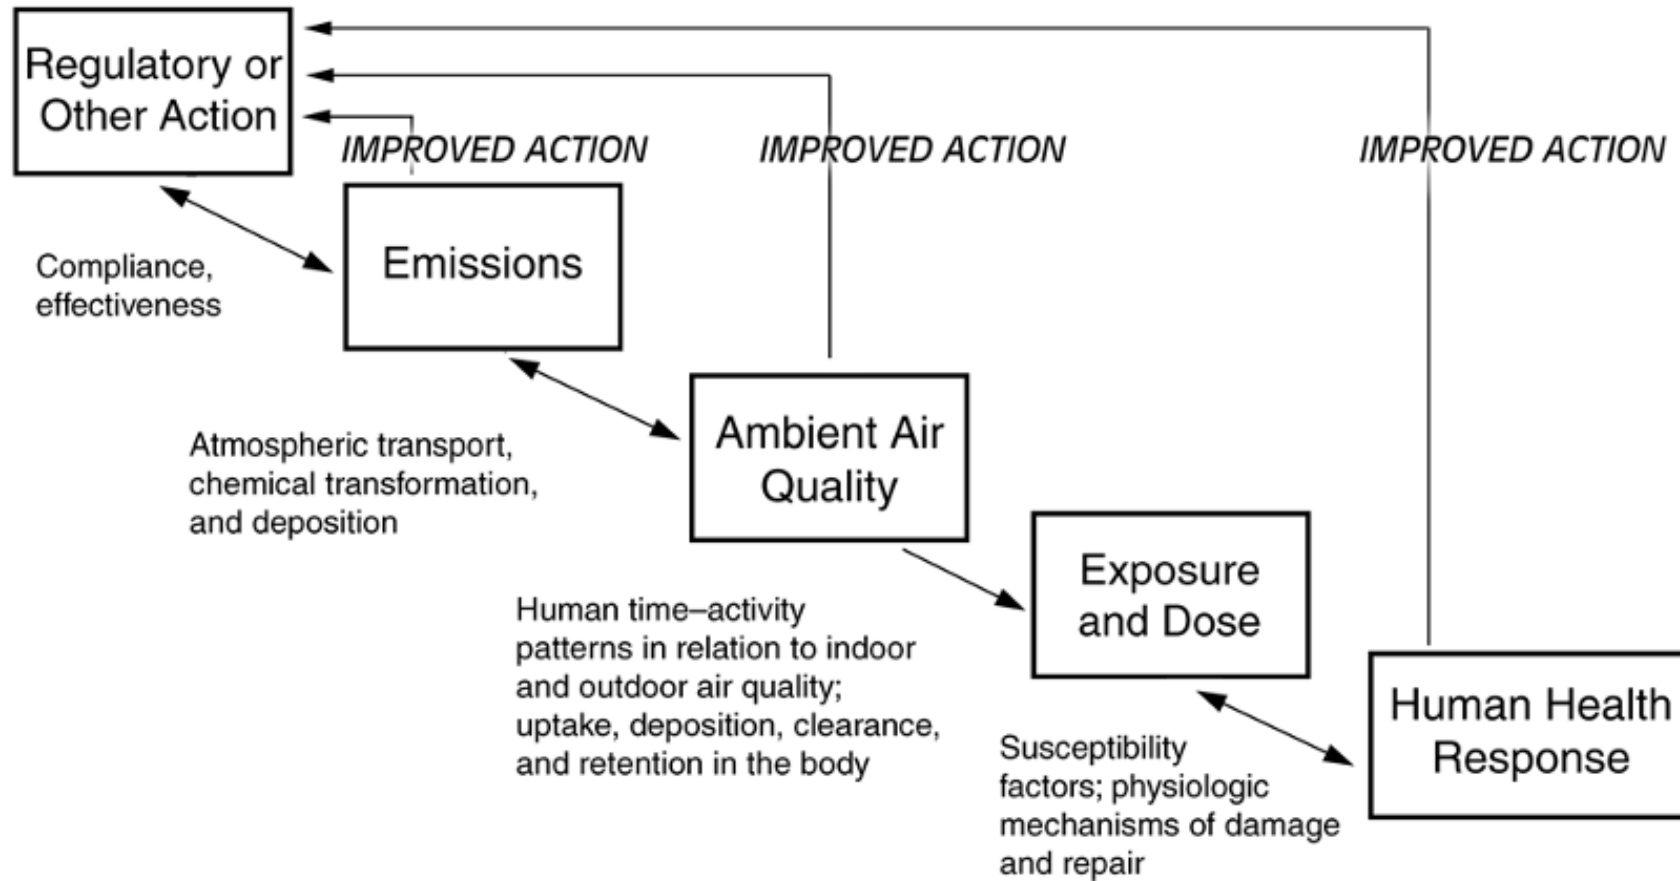 Regulatory or
Other Action
IMPROVED ACTION
IMPROVED ACTION
IMPROVED ACTION
Compliance,
effectiveness
Emissions
Atmospheric transport,
chemical transformation,
and deposition
Ambient Air
Quality
Human time–activity
patterns in relation to indoor
and outdoor air quality;
uptake, deposition, clearance,
and retention in the body
Exposure
and Dose
Susceptibility
factors; physiologic
mechanisms of damage
and repair
Human Health
Response